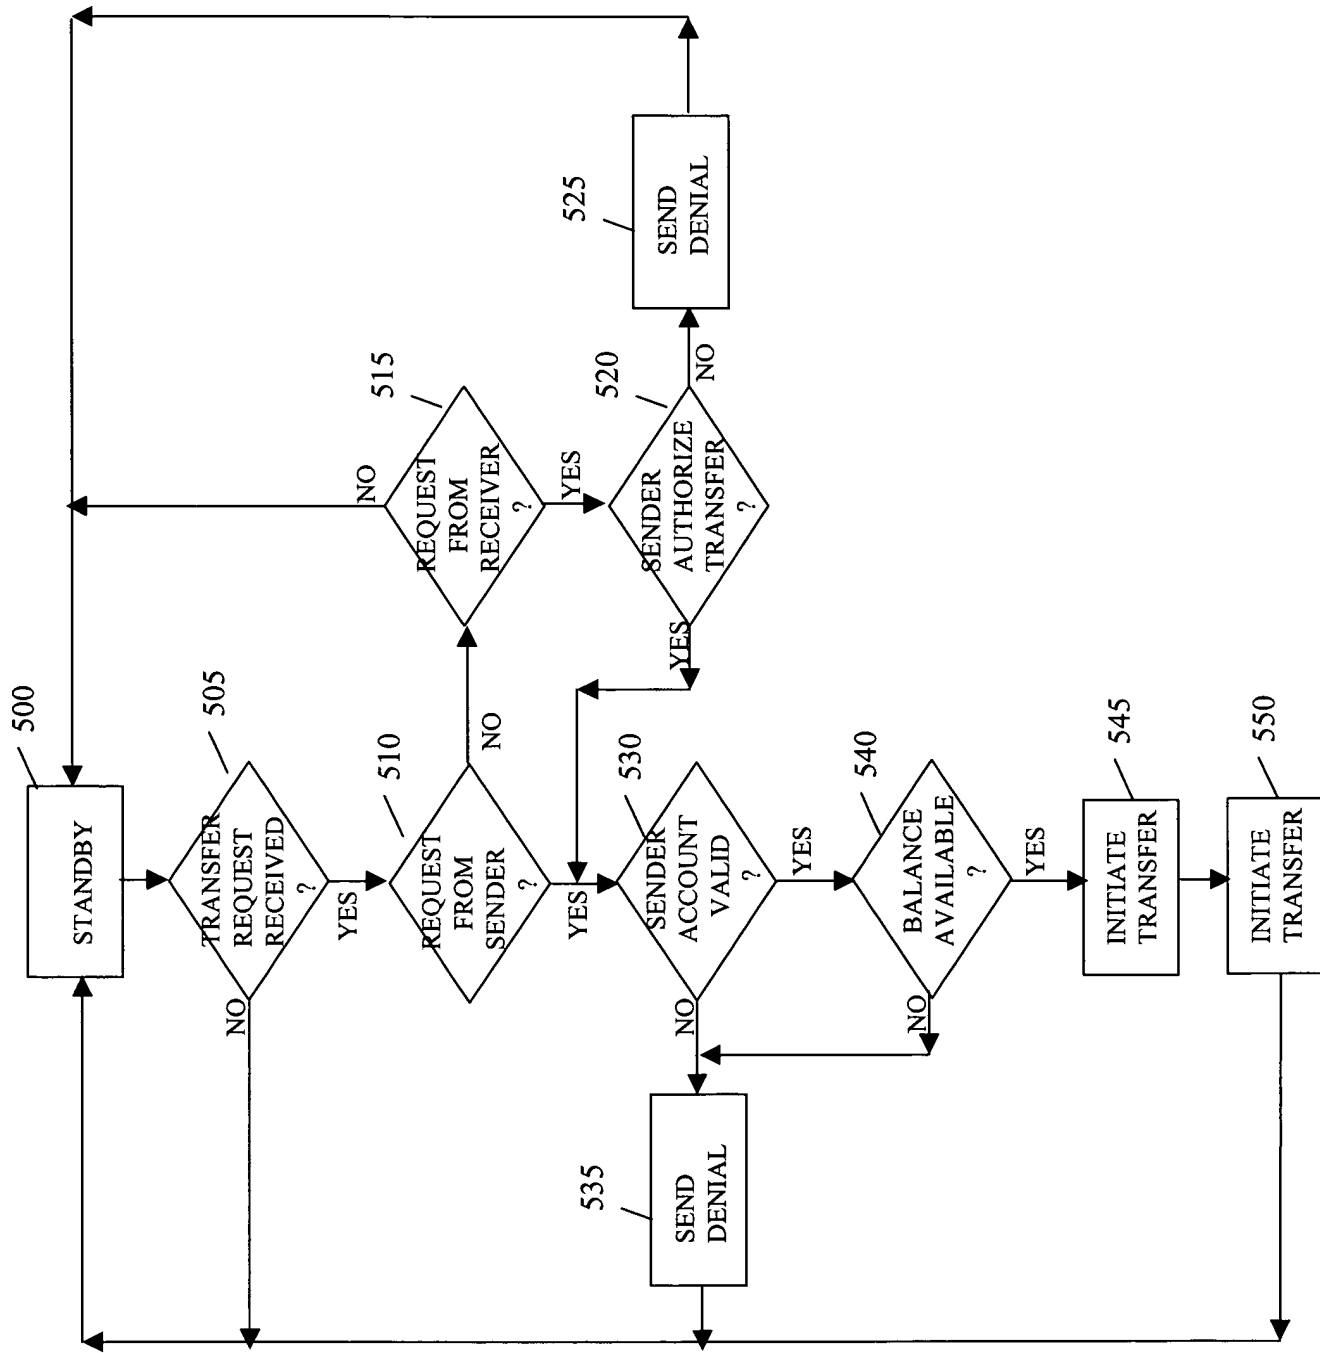 500
STANDBY
505
TRANSFER
REQUEST
RECEIVED
?
NO
YES
510
REQUEST
FROM
SENDER
?
NO
YES
515
REQUEST
FROM
RECEIVER
?
NO
YES
520
SENDER
AUTHORIZE
TRANSFER
?
YES
NO
525
SEND
DENIAL
530
SENDER
ACCOUNT
VALID
?
NO
YES
535
SEND
DENIAL
540
BALANCE
AVAILABLE
?
NO
YES
545
INITIATE
TRANSFER
550
INITIATE
TRANSFER